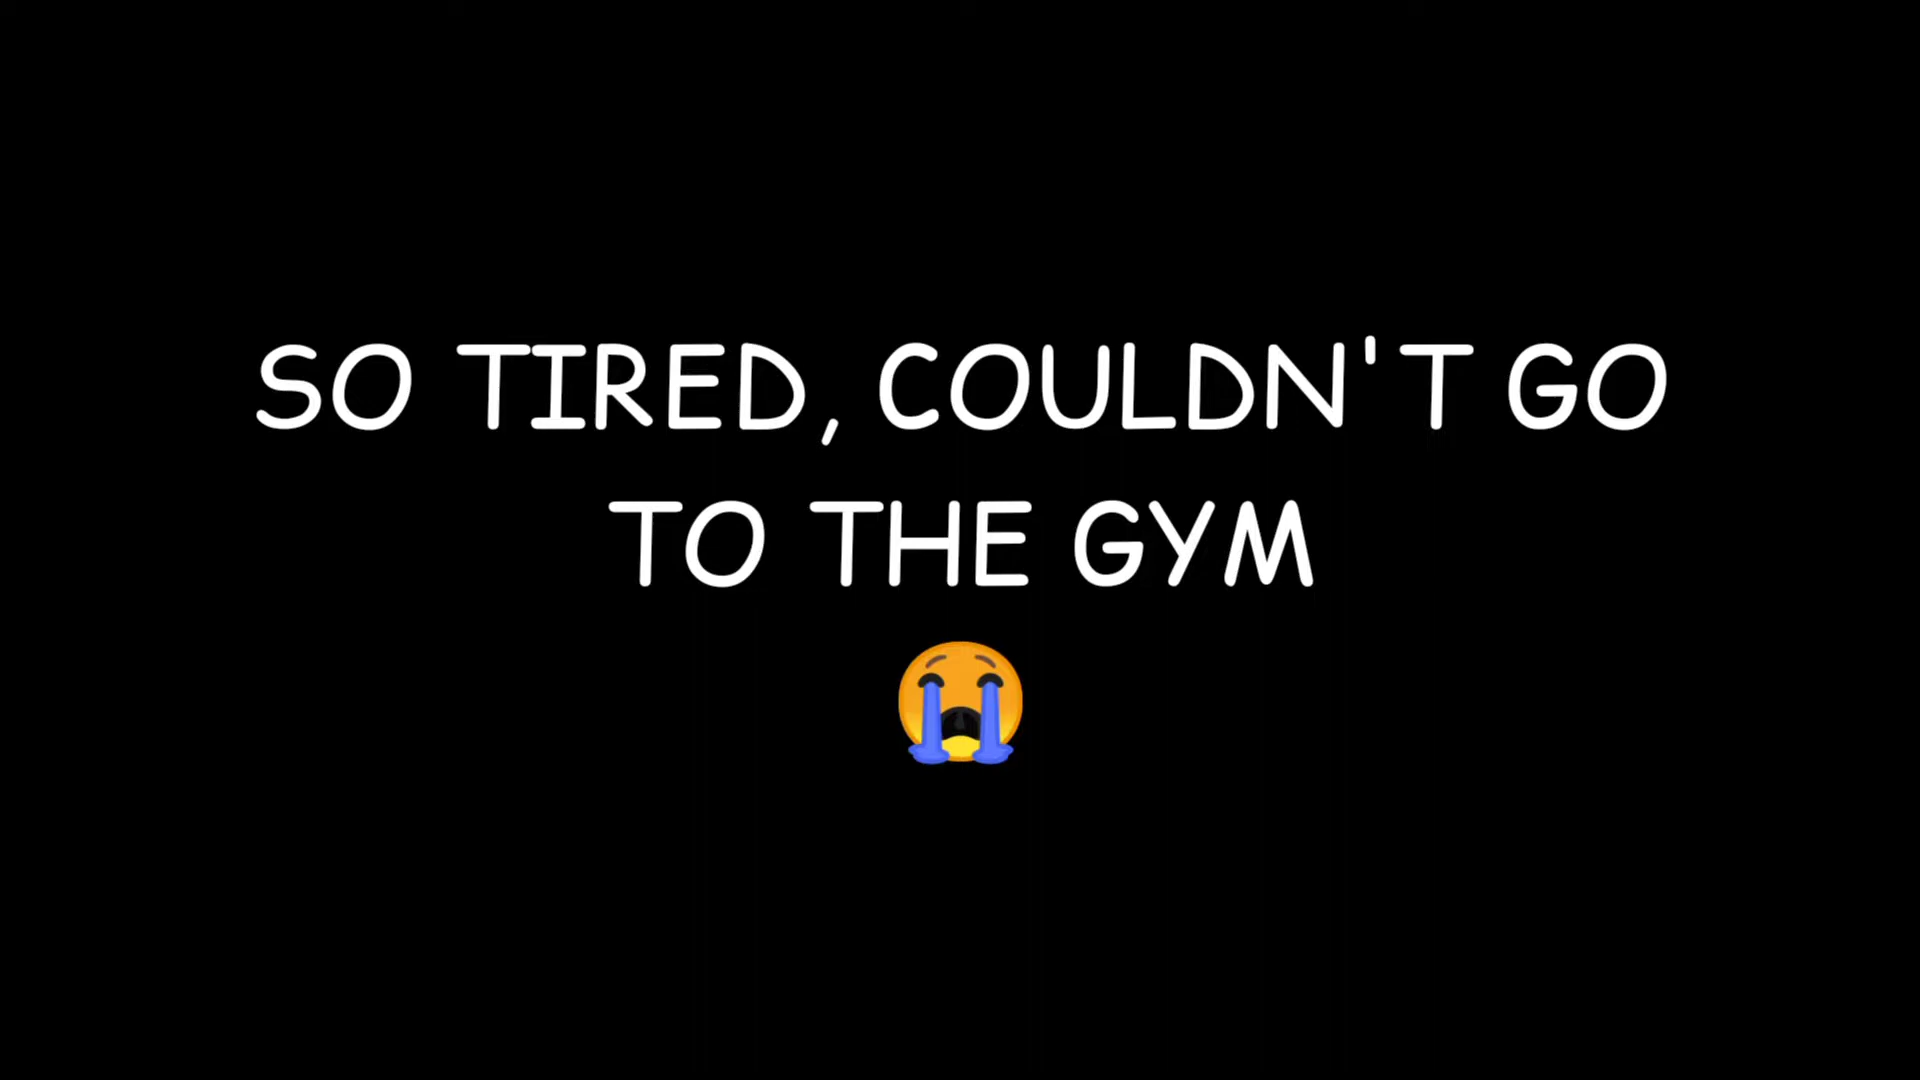 SO TIRED, COULDN'T GO
TO THE GYM
😭